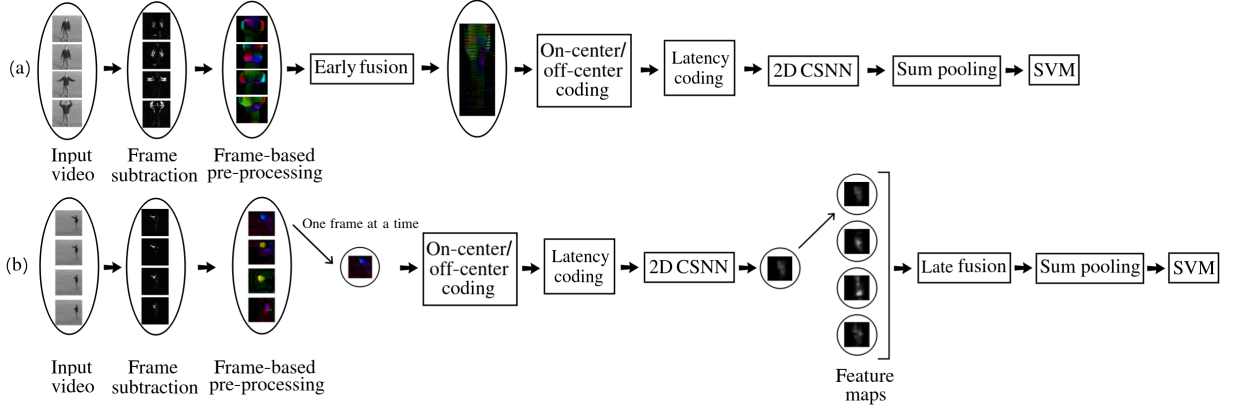 (a)
Early fusion
On-center/
off-center
coding
Latency
coding
2D CSNN
Sum pooling
SVM
Input
video
Frame
subtraction
Frame-based
pre-processing
(b)
One frame at a time
On-center/
off-center
coding
Latency
coding
2D CSNN
Late fusion
Sum pooling
SVM
Input
video
Frame
subtraction
Frame-based
pre-processing
Feature
maps